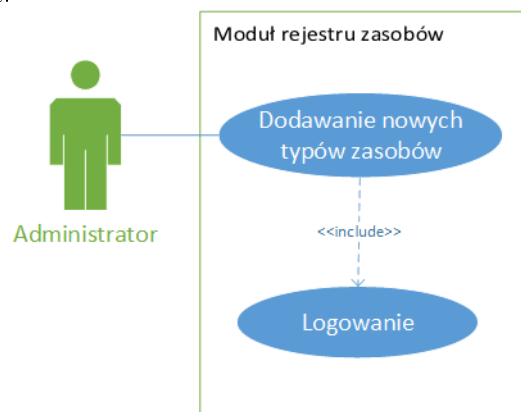 Moduł rejestru zasobów
Dodawanie nowych
typów zasobów
Administrator
<<include>>
Logowanie